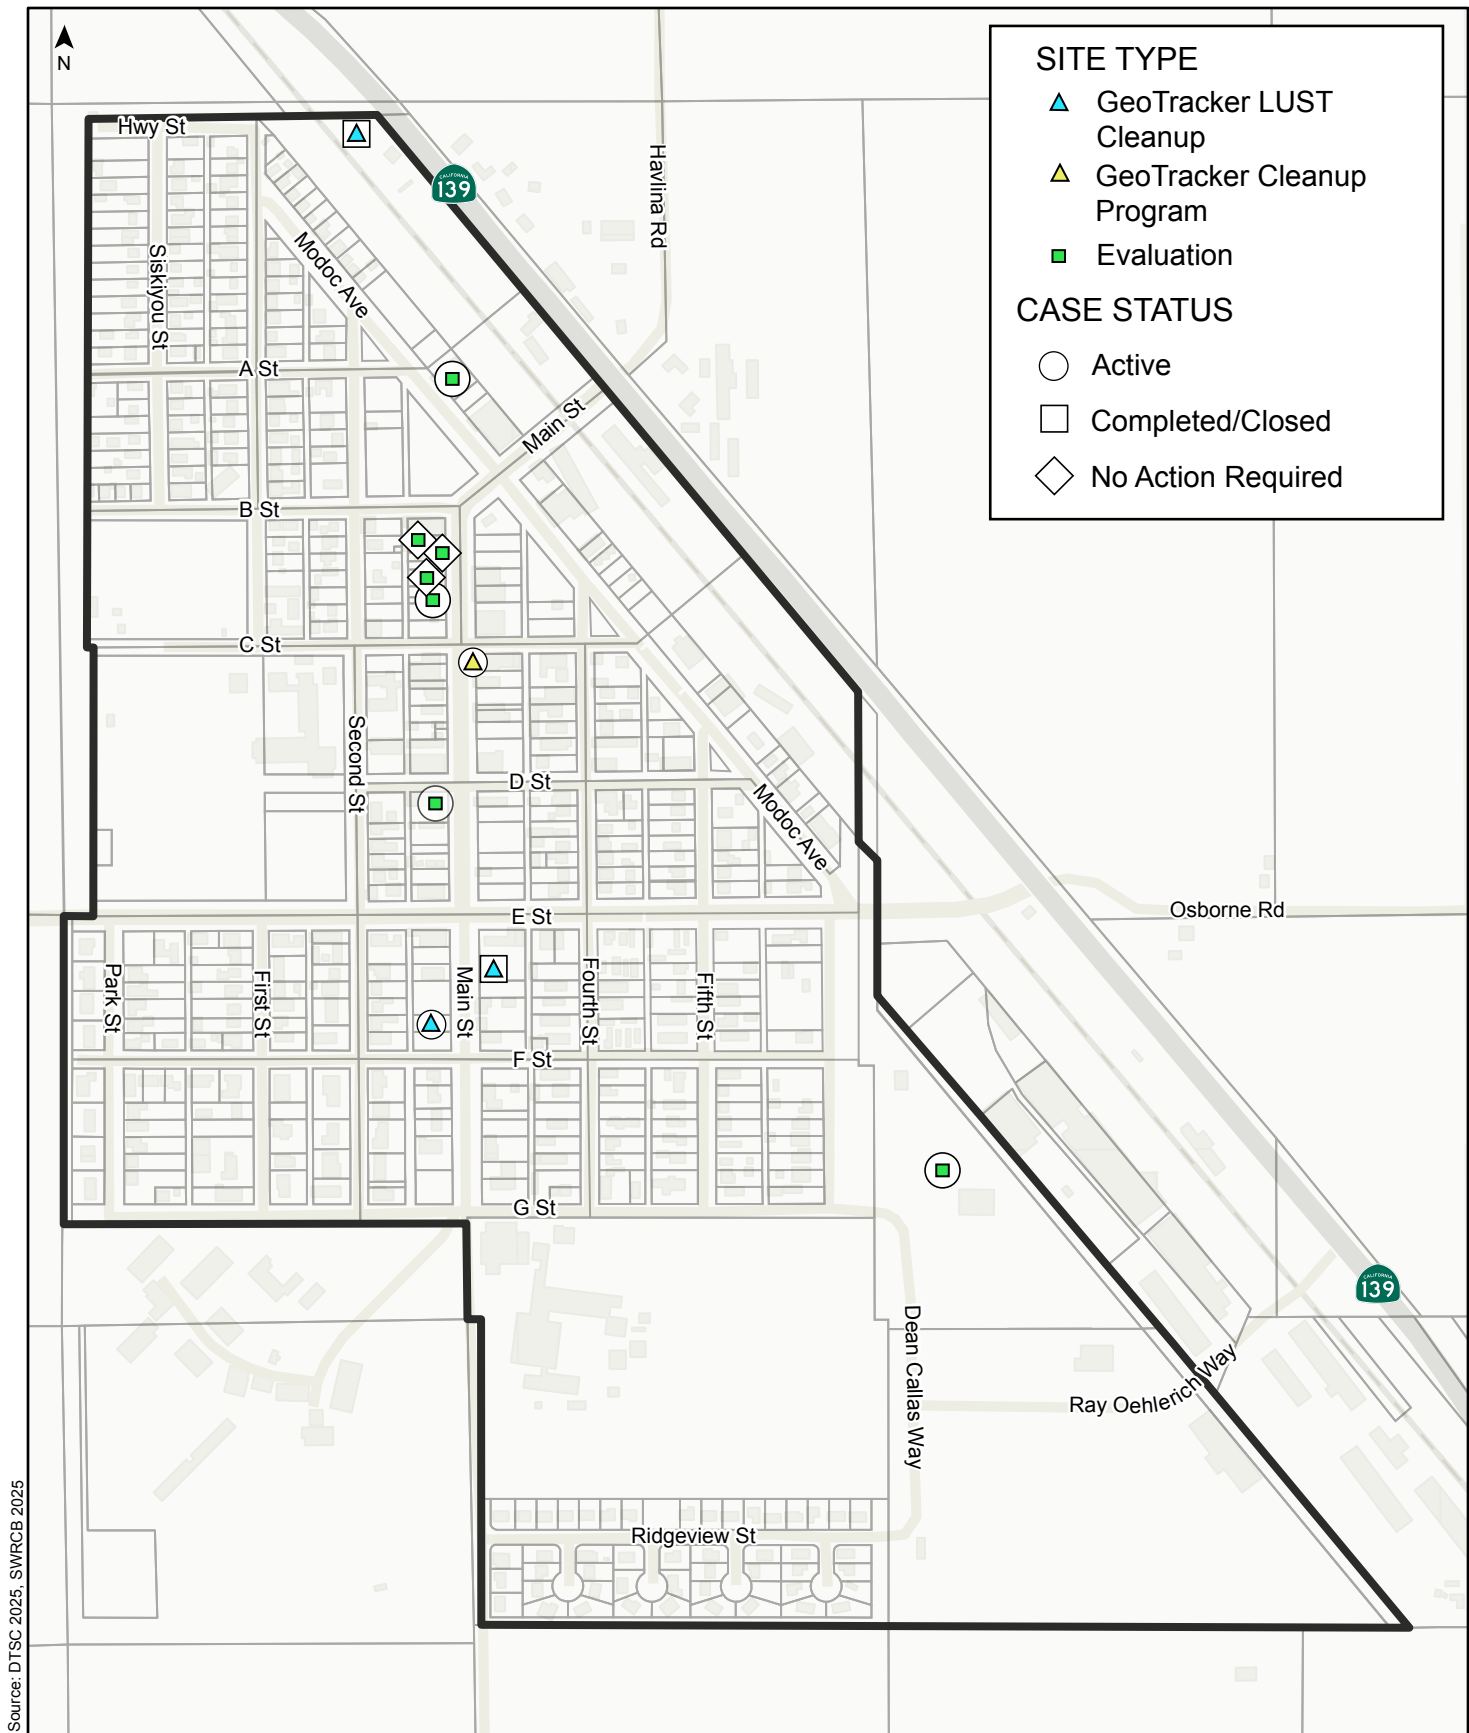 N
SITE TYPE
GeoTracker LUST
Cleanup
GeoTracker Cleanup
Program
Evaluation
CASE STATUS
Active
Completed/Closed
No Action Required
Hwy St
CALIFORNIA
139
Havlina Rd
Siskiyou St
Modoc Ave
A St
Main St
B St
C St
Second St
D St
Modoc Ave
E St
Osborne Rd
Park St
First St
Main St
Fourth St
Fifth St
F St
G St
CALIFORNIA
139
Dean Callas Way
Ray Oehlerich Way
Ridgeview St
Source: DTSC 2025, SWRCB 2025